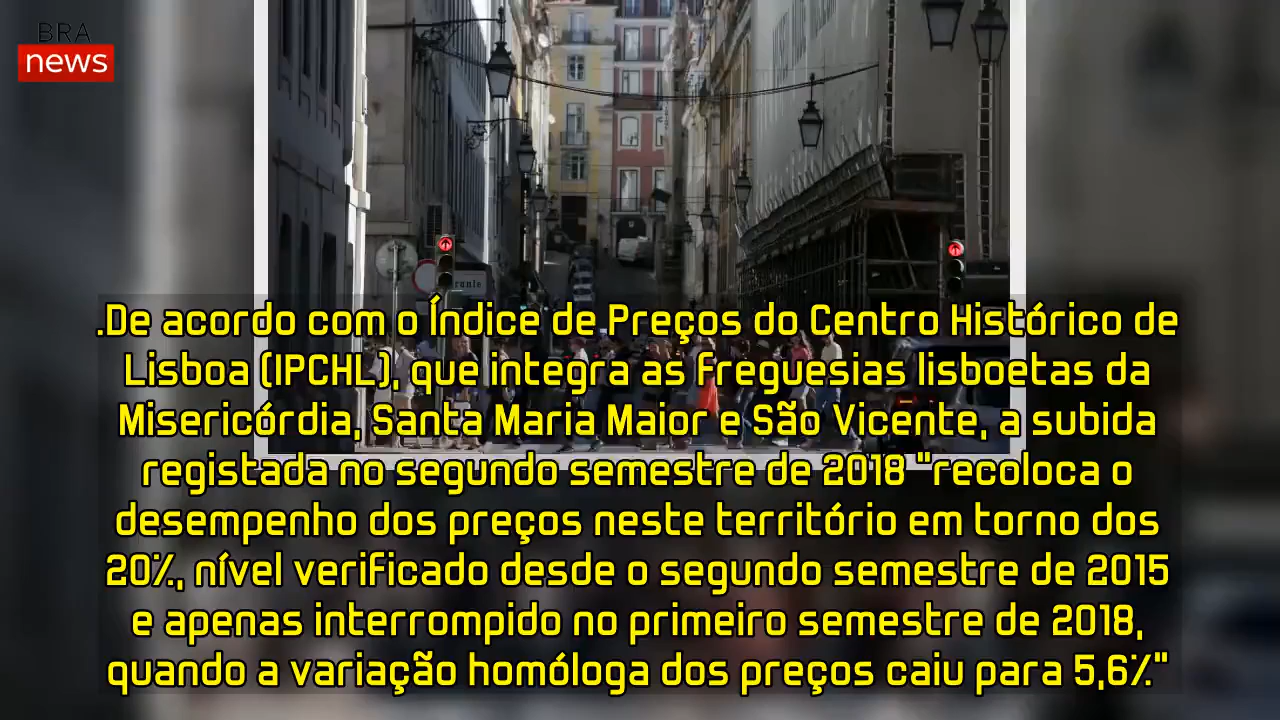 BRA
news
.De acordo com o Índice de Preços do Centro Histórico de
Lisboa (IPCHL), que integra as freguesias lisboetas da
Misericórdia, Santa Maria Maior e São Vicente, a subida
registada no segundo semestre de 2018 "recoloca o
desempenho dos preços neste território em torno dos
20%, nível verificado desde o segundo semestre de 2015
e apenas interrompido no primeiro semestre de 2018,
quando a variação homóloga dos preços caiu para 5,6%"